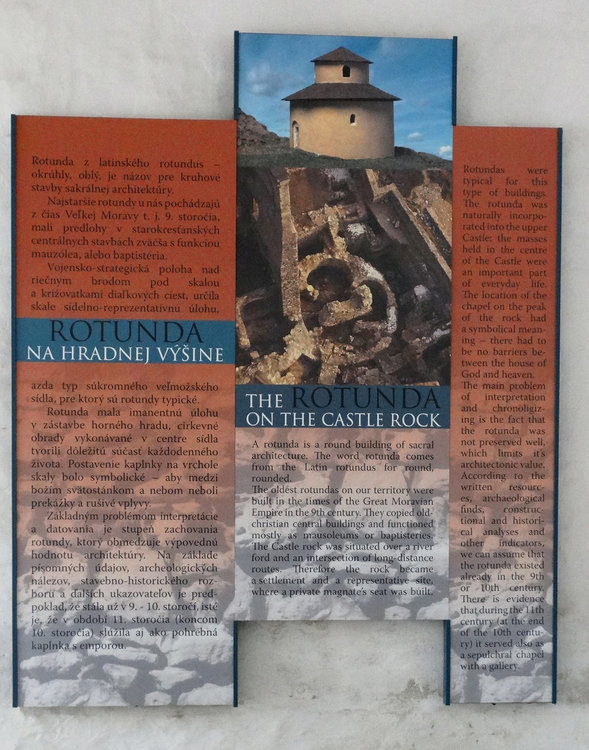 Rotunda z latinského rotundus –
okrúhly, oblý, je názov pre kruhové
stavby sakrálnej architektúry.
Najstaršie rotundy u nás pochádzajú
z čias Veľkej Moravy t. j. 9. storočia,
mali predlohy v starokresťanských
centrálnych stavbách zväčša s funkciou
mauzólea, alebo baptistéria.
Vojensko-strategická poloha nad
riečnym brodom pod skalou
a križovatkami diaľkových ciest, určila
skale sídelno-reprezentatívnu úlohu,
ROTUNDA
NA HRADNEJ VÝŠINE
azda typ súkromného veľmožského
sídla, pre ktorý sú rotundy typické.
Rotunda mala imanentnú úlohu
v zástavbe horného hradu, cirkevné
obrady vykonávané v centre sídla
tvorili dôležitú súčasť každodenného
života. Postavenie kaplnky na vrchole
skaly bolo symbolické – aby medzi
božím svätostánkom a nebom neboli
prekážky a rušivé vplyvy.
Základným problémom interpretácie
a datovania je stupeň zachovania
rotundy, ktorý obmedzuje výpovednú
hodnotu architektúry. Na základe
písomných údajov, archeologických
nálezov, stavebno-historického roz-
boru a ďalších ukazovateľov je pred-
poklad, že stála už v 9. - 10. storočí, isté
je, že v období 11. storočia (koncom
10. storočia) slúžila aj ako pohrebná
kaplnka s emporou.
THE ROTUNDA
ON THE CASTLE ROCK
A rotunda is a round building of sacral
architecture. The word rotunda comes
from the Latin rotundus for round,
rounded.
The oldest rotundas on our territory were
built in the times of the Great Moravian
Empire in the 9th century. They copied old-
christian central buildings and functioned
mostly as mausoleums or baptisteries.
The Castle rock was situated over a river
ford and an intersection of long-distance
routes. Therefore the rock became
a settlement and a representative site,
where a private magnate's seat was built.
Rotundas were
typical for this
type of buildings.
The rotunda was
naturally incorpo-
rated into the upper
Castle: the masses
held in the centre
of the Castle were
an important part
of everyday life.
The location of the
chapel on the peak
of the rock had
a symbolical mean-
ing – there had to
be no barriers be-
tween the house of
God and heaven.
The main problem
of interpretation
and chronoligiz-
ing is the fact that
the rotunda was
not preserved well,
which limits it's
architectonic value.
According to the
written resourc-
es, archaeological
finds, construc-
tional and histori-
cal analyses and
other indicators,
we can assume that
the rotunda existed
already in the 9th
or 10th century.
There is evidence
that during the 11th
century (at the end
of the 10th centu-
ry) it served also as
a sepulchral chapel
with a gallery.